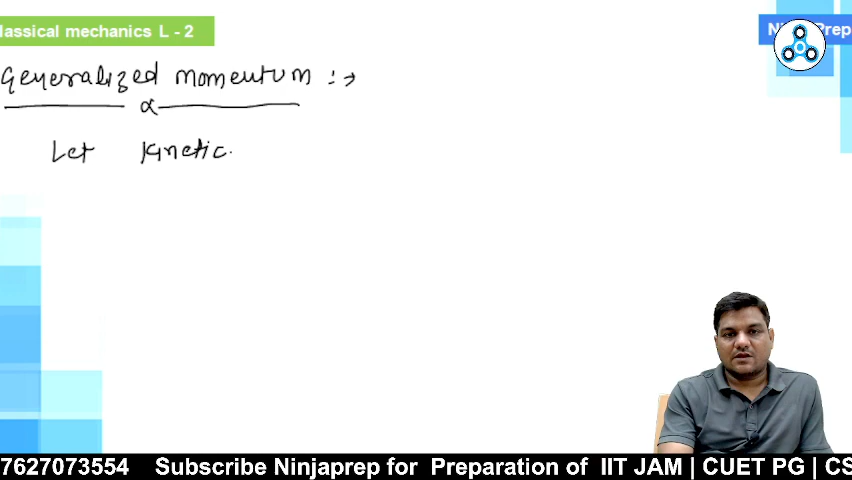 lassical mechanics L - 2
Generalized momentum :→
Let Kinetic
7627073554 Subscribe Ninjaprep for Preparation of IIT JAM | CUET PG | CS